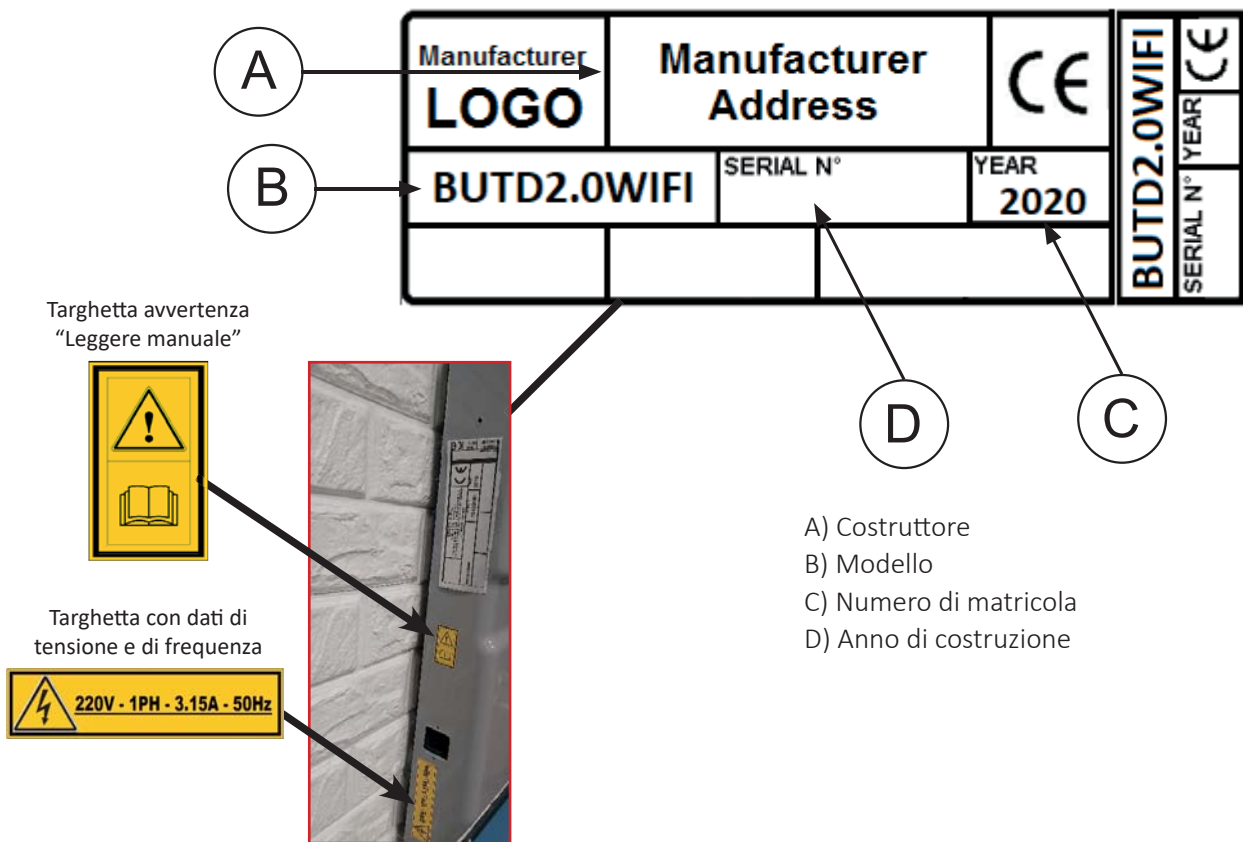 A
Manufacturer
LOGO
Manufacturer
Address
CE
B
BUTD2.0WIFI
SERIAL N°
YEAR
2020
BUTD2.0WIFI
SERIAL N°
YEAR
CE
Targhetta avvertenza
“Leggere manuale”
D
C
A) Costruttore
B) Modello
C) Numero di matricola
D) Anno di costruzione
Targhetta con dati di
tensione e di frequenza
220V - 1PH - 3.15A - 50Hz